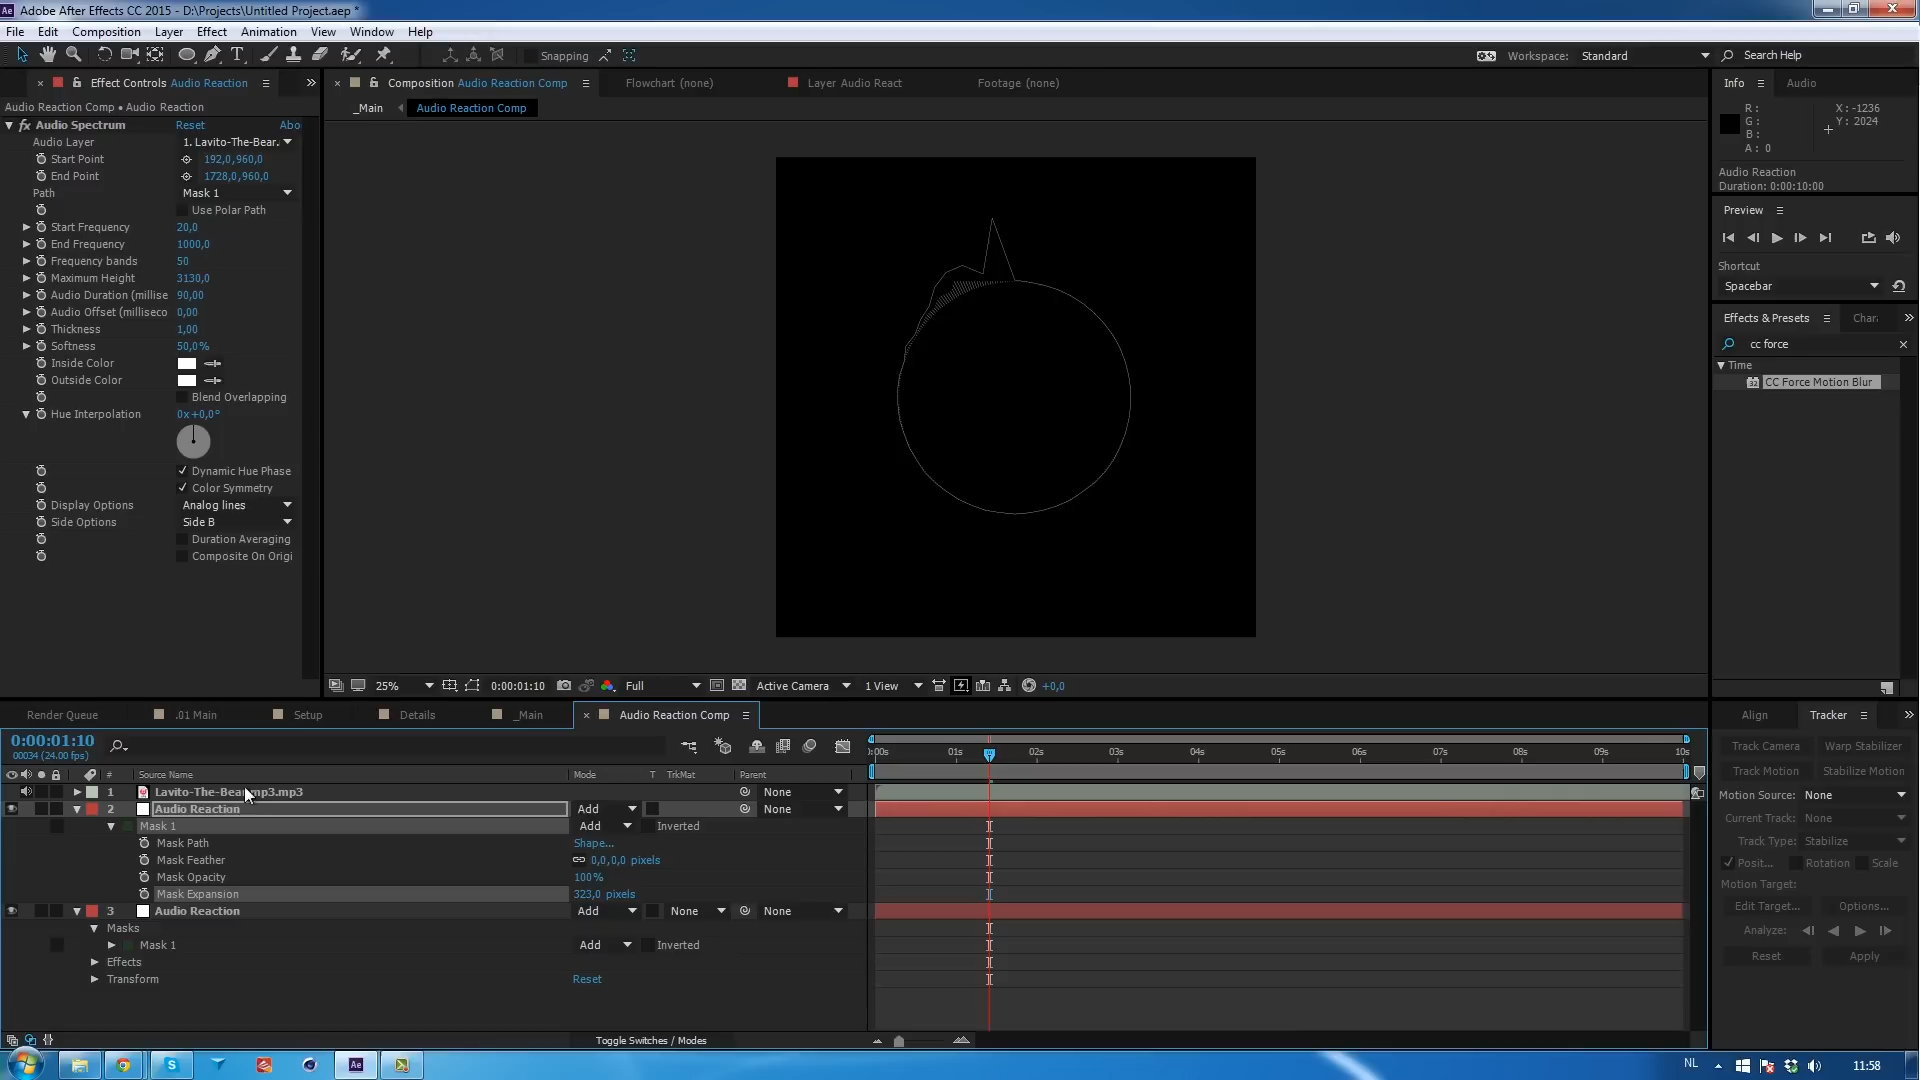 Adobe After Effects CC 2015 - D:\Projects\Untitled Project.aep *
File Edit Composition Layer Effect Animation View Window Help
Snapping
Workspace: Standard
Search Help
Effect Controls Audio Reaction
Composition Audio Reaction Comp
Flowchart (none)
Layer Audio React
Footage (none)
Info
Audio
Audio Reaction Comp • Audio Reaction
_Main
Audio Reaction Comp
R :
G :
B :
A : 0
X : -1236
Y : 2024
fx Audio Spectrum Reset Abo
Audio Layer 1. Lavito-The-Bear.
Start Point 192,0,960,0
End Point 1728,0,960,0
Path Mask 1
Use Polar Path
Start Frequency 20,0
End Frequency 1000,0
Frequency bands 50
Maximum Height 3130,0
Audio Duration (millise 90,00
Audio Offset (milliseco 0,00
Thickness 1,00
Softness 50,0%
Inside Color
Outside Color
Blend Overlapping
Hue Interpolation 0x+0,0°
Dynamic Hue Phase
Color Symmetry
Display Options Analog lines
Side Options Side B
Duration Averaging
Composite On Origi
Audio Reaction
Duration: 0:00:10:00
Preview
Shortcut
Spacebar
Effects & Presets
Char
cc force
Time
32
CC Force Motion Blur
25%
0:00:01:10
Full
Active Camera
1 View
+0,0
Render Queue
.01 Main
Setup
Details
_Main
Audio Reaction Comp
Align
Tracker
0:00:01:10
00034 (24.00 fps)
:00s 01s 02s 03s 04s 05s 06s 07s 08s 09s 10s
Track Camera Warp Stabilizer
Track Motion Stabilize Motion
Motion Source: None
Current Track: None
Track Type: Stabilize
Posit... Rotation Scale
Motion Target:
Edit Target... Options...
Analyze:
Reset Apply
# Source Name Mode T TrkMat Parent
1 Lavito-The-Bear.mp3.mp3 None
2 Audio Reaction Add None
Mask 1 Add Inverted
Mask Path Shape...
Mask Feather 0,0,0,0 pixels
Mask Opacity 100%
Mask Expansion 323,0 pixels
3 Audio Reaction Add None None
Masks
Mask 1 Add Inverted
Effects
Transform Reset
Toggle Switches / Modes
Ae
NL
11:58